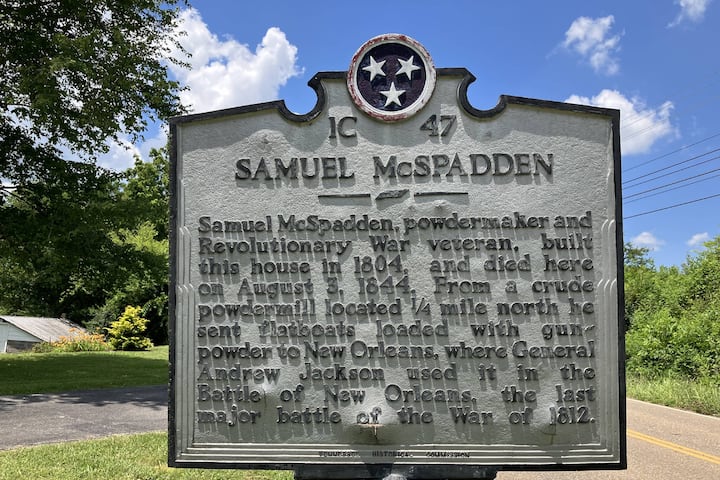 1C 47
SAMUEL McSPADDEN
Samuel McSpadden, powdermaker and
Revolutionary War veteran, built
this house in 1804, and died here
on August 3, 1844. From a crude
powdermill located ¼ mile north he
sent flatboats loaded with gun-
powder to New Orleans, where General
Andrew Jackson used it in the
Battle of New Orleans, the last
major battle of the War of 1812.
TENNESSEE HISTORICAL COMMISSION